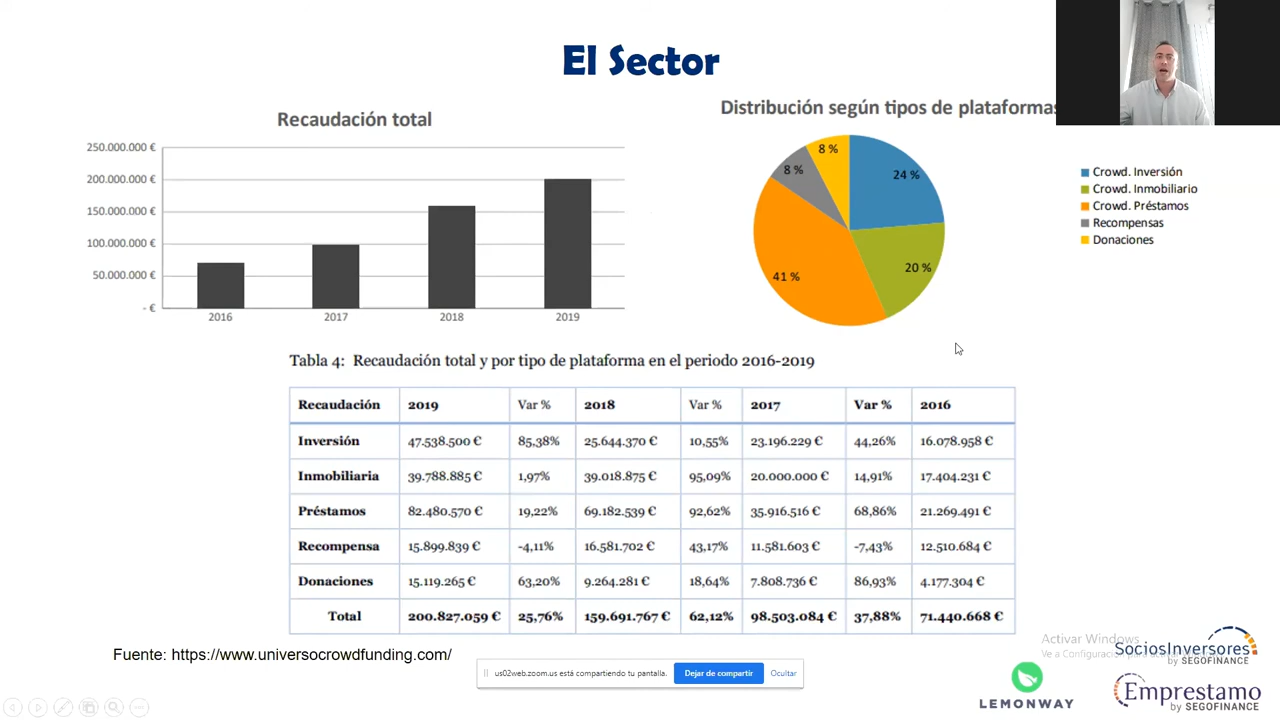 El Sector
Recaudación total
250.000.000 €
200.000.000 €
150.000.000 €
100.000.000 €
50.000.000 €
- €
2016 2017 2018 2019
Distribución según tipos de plataformas
8 %
8 %
24 %
20 %
41 %
Crowd. Inversión
Crowd. Inmobiliario
Crowd. Préstamos
Recompensas
Donaciones
Tabla 4: Recaudación total y por tipo de plataforma en el periodo 2016-2019
Recaudación 2019 Var % 2018 Var % 2017 Var % 2016
Inversión 47.538.500 € 85,38% 25.644.370 € 10,55% 23.196.229 € 44,26% 16.078.958 €
Inmobiliaria 39.788.885 € 1,97% 39.018.875 € 95,09% 20.000.000 € 14,91% 17.404.231 €
Préstamos 82.480.570 € 19,22% 69.182.539 € 92,62% 35.916.516 € 68,86% 21.269.491 €
Recompensa 15.899.839 € -4,11% 16.581.702 € 43,17% 11.581.603 € -7,43% 12.510.684 €
Donaciones 15.119.265 € 63,20% 9.264.281 € 18,64% 7.808.736 € 86,93% 4.177.304 €
Total 200.827.059 € 25,76% 159.691.767 € 62,12% 98.503.084 € 37,88% 71.440.668 €
Fuente: https://www.universocrowdfunding.com/
us02web.zoom.us está compartiendo tu pantalla. Dejar de compartir Ocultar
Activar Windows
Ve a Configuración
SociosInversores
by SEGOFINANCE
LEMONWAY
Emprestamo
by SEGOFINANCE